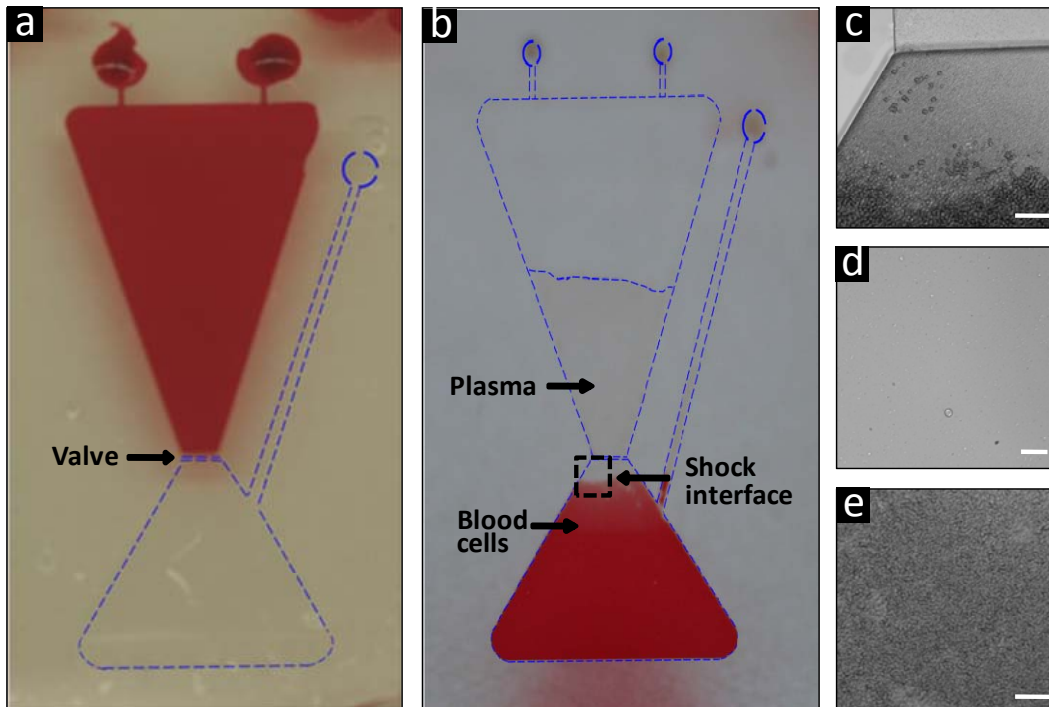 a
b
c
d
e
Plasma
Valve
Shock
interface
Blood
cells